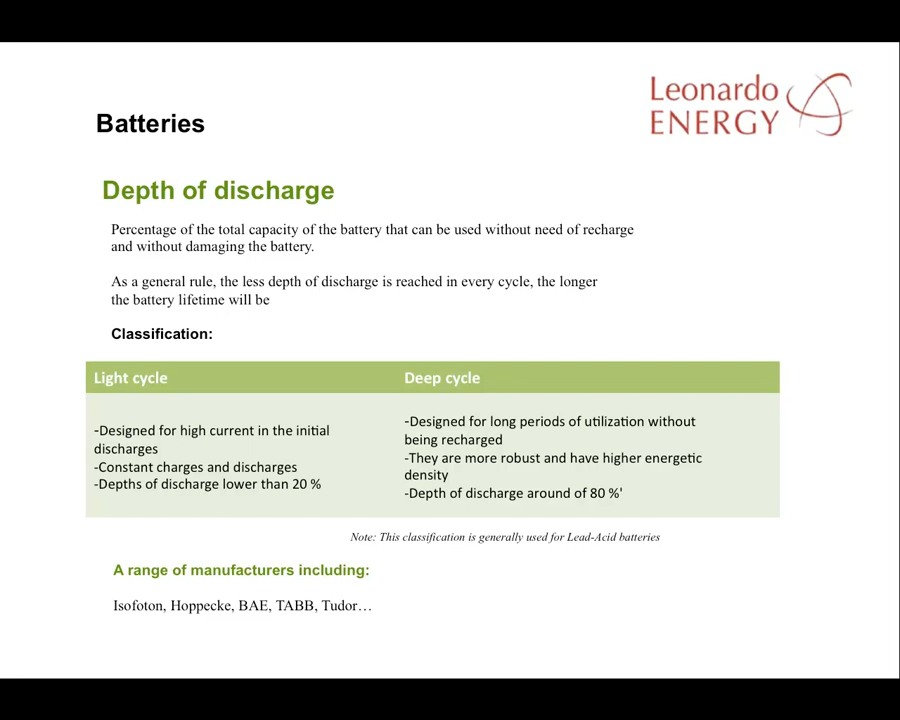 Leonardo
ENERGY
Batteries
Depth of discharge
Percentage of the total capacity of the battery that can be used without need of recharge
and without damaging the battery.
As a general rule, the less depth of discharge is reached in every cycle, the longer
the battery lifetime will be
Classification:
Light cycle
-Designed for high current in the initial
discharges
-Constant charges and discharges
-Depths of discharge lower than 20 %
Deep cycle
-Designed for long periods of utilization without
being recharged
-They are more robust and have higher energetic
density
-Depth of discharge around of 80 %'
Note: This classification is generally used for Lead-Acid batteries
A range of manufacturers including:
Isofoton, Hoppecke, BAE, TABB, Tudor…